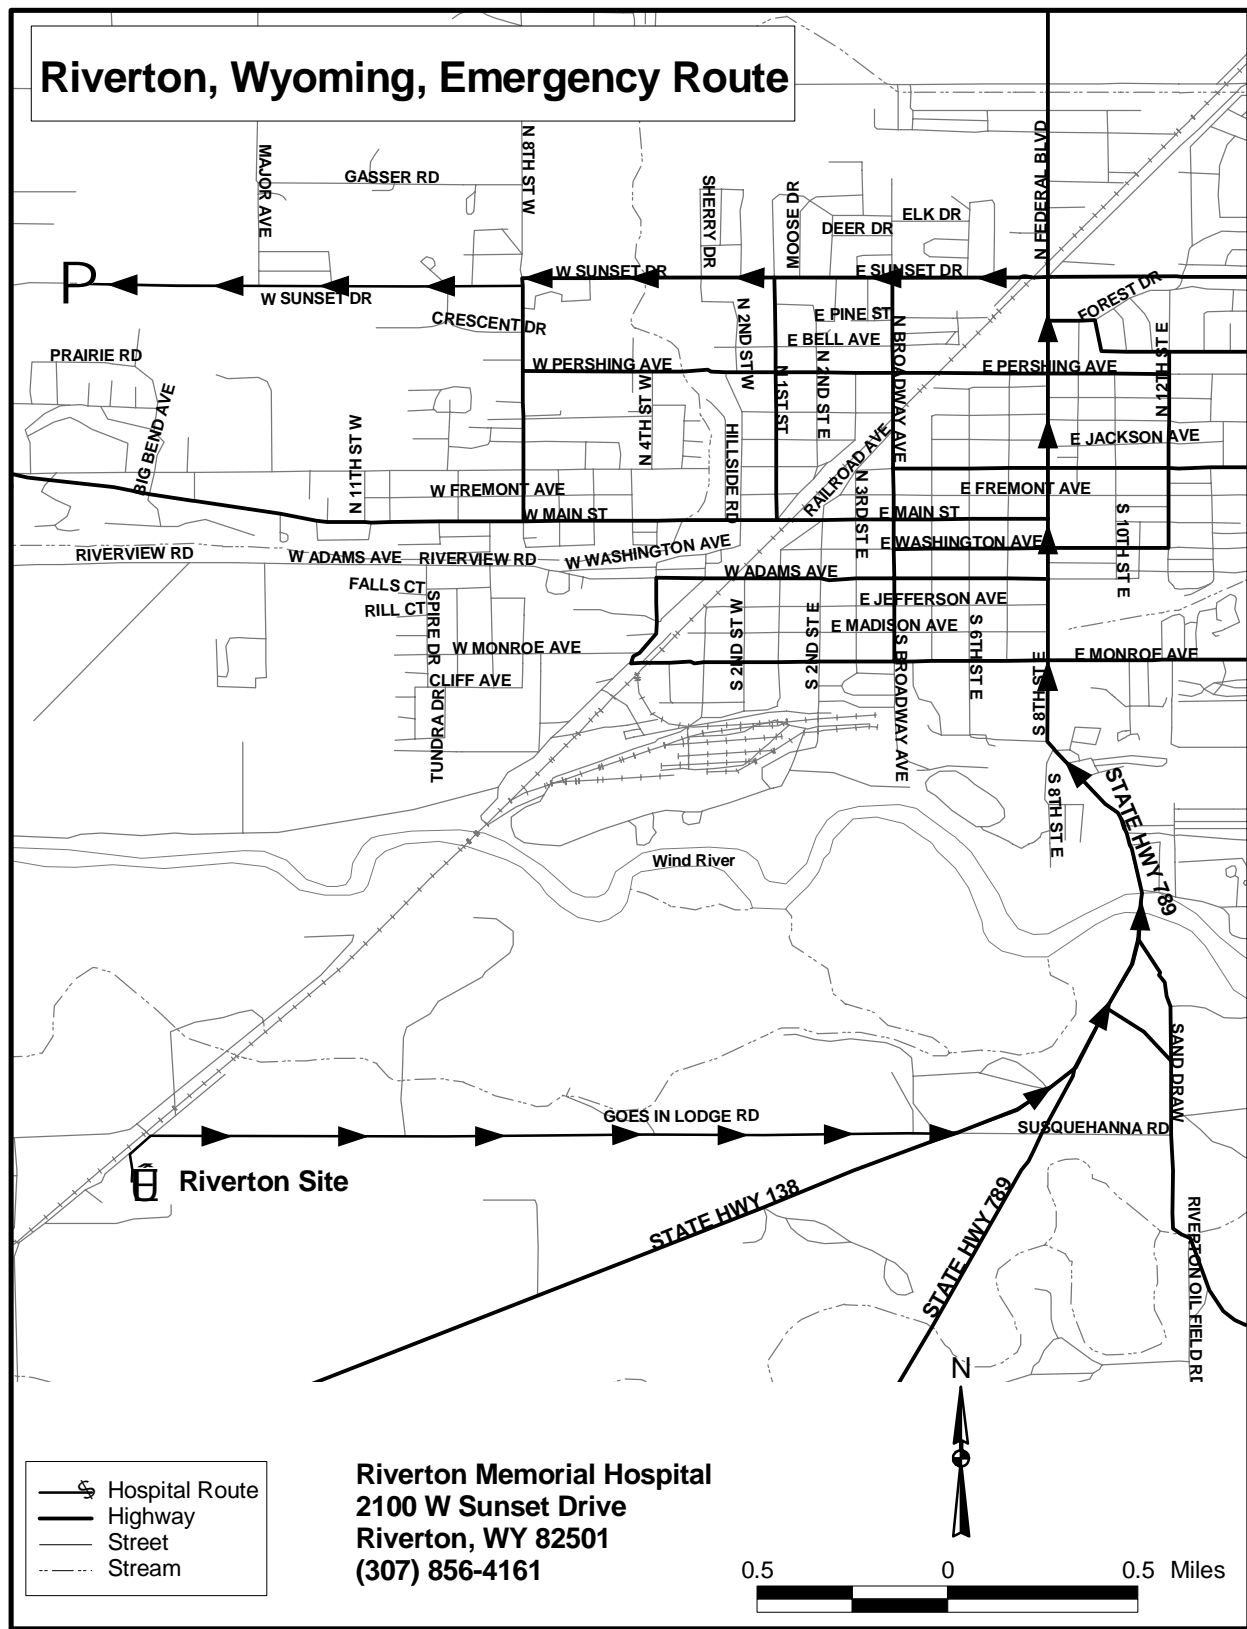 Riverton, Wyoming, Emergency Route
MAJOR AVE
GASSER RD
N 8TH ST W
SHERRY DR
MOOSE DR
DEER DR
ELK DR
N FEDERAL BLVD
P
W SUNSET DR
W SUNSET DR
E SUNSET DR
FOREST DR
CRESCENT DR
N 2ND ST W
E PINE ST
E BELL AVE
N BROADWAY AVE
N 12TH ST E
PRAIRIE RD
W PERSHING AVE
E PERSHING AVE
BIG BEND AVE
N 11TH ST W
N 4TH ST W
HILLSIDE RD
N 1ST ST
N 2ND ST E
RAILROAD AVE
E JACKSON AVE
W FREMONT AVE
E FREMONT AVE
N 3RD ST E
W MAIN ST
E MAIN ST
S 10TH ST E
RIVERVIEW RD
W ADAMS AVE
RIVERVIEW RD
W WASHINGTON AVE
E WASHINGTON AVE
FALLS CT
W ADAMS AVE
RILL CT
SPIRE DR
E JEFFERSON AVE
E MADISON AVE
W MONROE AVE
E MONROE AVE
S 2ND ST W
S 2ND ST E
S BROADWAY AVE
S 6TH ST E
S 8TH ST E
CLIFF AVE
TUNDRA DR
S 8TH ST E
STATE HWY 789
Wind River
SAND DRAW
GOES IN LODGE RD
SUSQUEHANNA RD
Riverton Site
STATE HWY 138
STATE HWY 789
RIVERTON OIL FIELD RD
N
Hospital Route
Highway
Street
Stream
Riverton Memorial Hospital
2100 W Sunset Drive
Riverton, WY 82501
(307) 856-4161
0.5 0 0.5 Miles